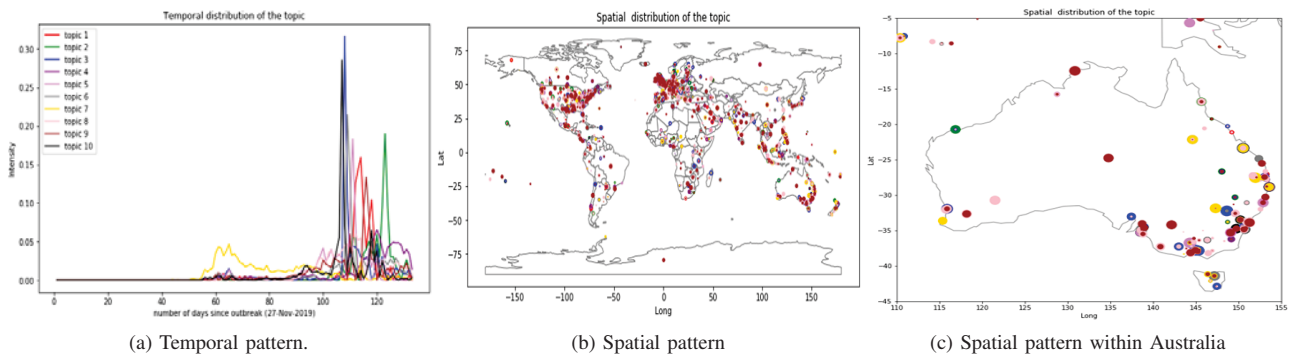 Temporal distribution of the topic
topic 1
topic 2
topic 3
topic 4
topic 5
topic 6
topic 7
topic 8
topic 9
topic 10
Intensity
0.30
0.25
0.20
0.15
0.10
0.05
0.00
0 20 40 60 80 100 120
number of days since outbreak (27-Nov-2019)
(a) Temporal pattern.
Spatial distribution of the topic
Lat
75
50
25
0
-25
-50
-75
-150 -100 -50 0 50 100 150
Long
(b) Spatial pattern
Spatial distribution of the topic
Lat
-5
-10
-15
-20
-25
-30
-35
-40
-45
110 115 120 125 130 135 140 145 150 155
Long
(c) Spatial pattern within Australia